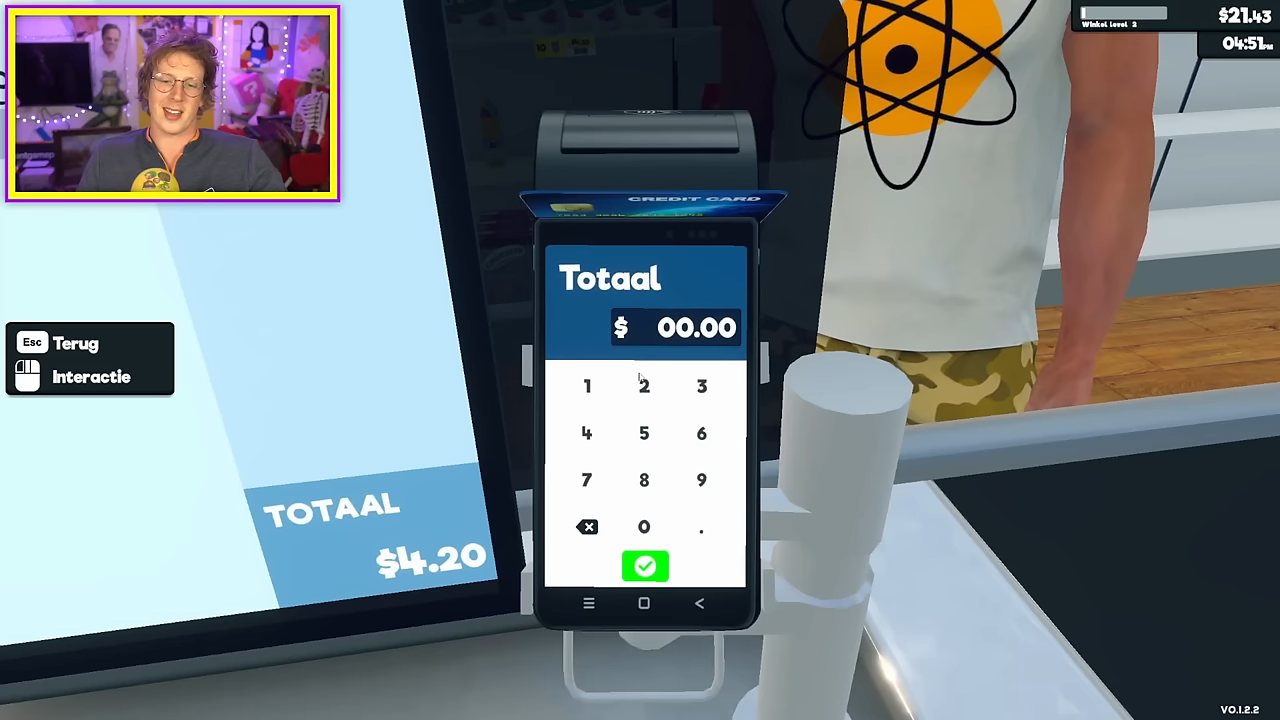 $21.43
Winkel Level 2
04:51PM
CREDIT CARD
Totaal
$ 00.00
Esc Terug
Interactie
1 2 3
4 5 6
7 8 9
0 .
TOTAAL
$4.20
V0.1.2.2